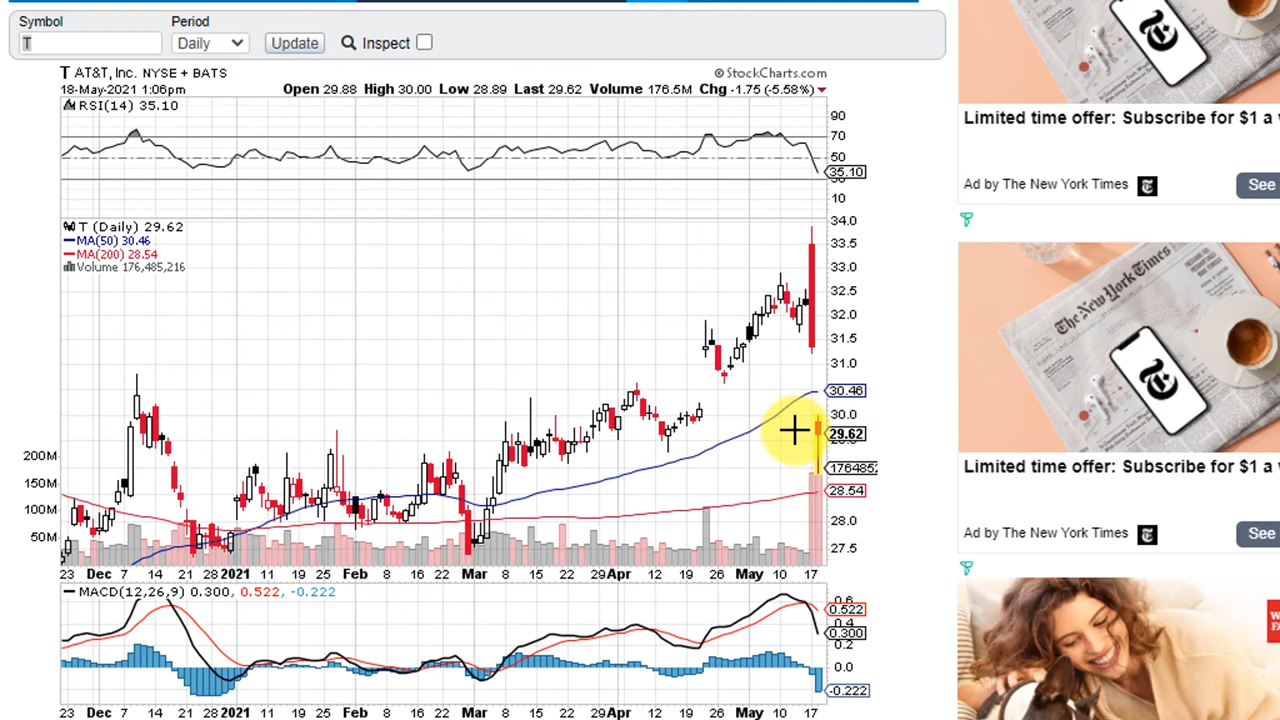 Symbol
Period
T
Daily
Update
Inspect
T AT&T, Inc. NYSE + BATS
© StockCharts.com
18-May-2021 1:06pm
Open 29.88 High 30.00 Low 28.89 Last 29.62 Volume 176.5M Chg -1.75 (-5.58%)
RSI(14) 35.10
90
70
50
35.10
10
T (Daily) 29.62
MA(50) 30.46
MA(200) 28.54
Volume 176,485,216
34.0
33.5
33.0
32.5
32.0
31.5
31.0
30.46
30.0
29.62
176485
28.54
28.0
27.5
200M
150M
100M
50M
23 Dec 7 14 21 28 2021 11 19 25 Feb 8 16 22 Mar 8 15 22 29 Apr 12 19 26 May 10 17
MACD(12,26,9) 0.300, 0.522, -0.222
0.6
0.522
0.4
0.300
0.2
0.0
-0.222
23 Dec 7 14 21 28 2021 11 19 25 Feb 8 16 22 Mar 8 15 22 29 Apr 12 19 26 May 10 17
Limited time offer: Subscribe for $1 a
Ad by The New York Times
See
The New York Times
Limited time offer: Subscribe for $1 a
Ad by The New York Times
See